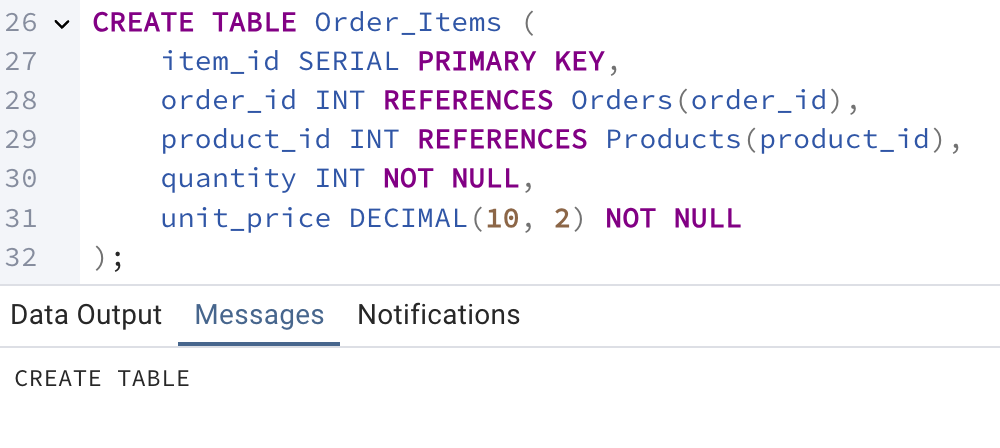 26 CREATE TABLE Order_Items (
27     item_id SERIAL PRIMARY KEY,
28     order_id INT REFERENCES Orders(order_id),
29     product_id INT REFERENCES Products(product_id),
30     quantity INT NOT NULL,
31     unit_price DECIMAL(10, 2) NOT NULL
32 );
Data Output Messages Notifications
CREATE TABLE